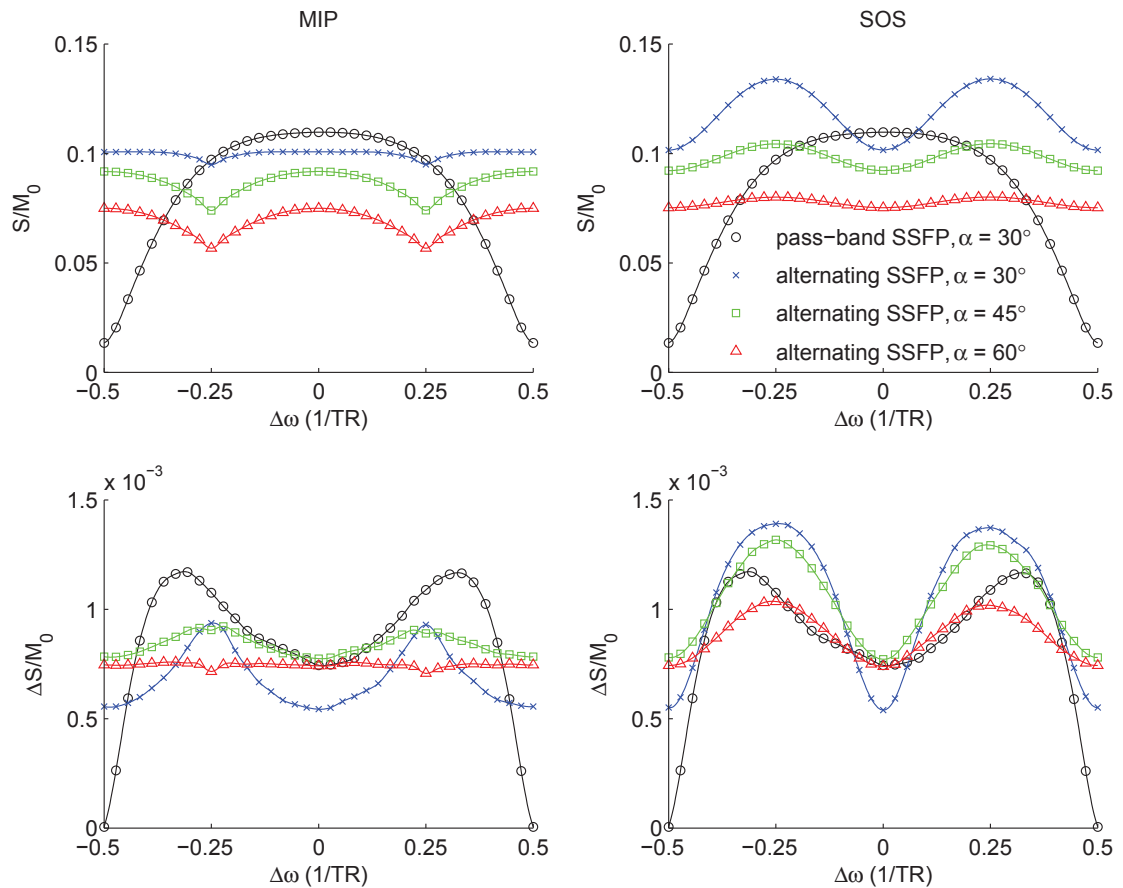 MIP
SOS
0.15
0.1
0.05
0
S/M0
−0.5
−0.25
0
0.25
0.5
Δω (1/TR)
0.15
0.1
0.05
0
S/M0
pass−band SSFP, α = 30°
alternating SSFP, α = 30°
alternating SSFP, α = 45°
alternating SSFP, α = 60°
−0.5
−0.25
0
0.25
0.5
Δω (1/TR)
x 10−3
1.5
1
0.5
0
ΔS/M0
−0.5
−0.25
0
0.25
0.5
Δω (1/TR)
x 10−3
1.5
1
0.5
0
ΔS/M0
−0.5
−0.25
0
0.25
0.5
Δω (1/TR)